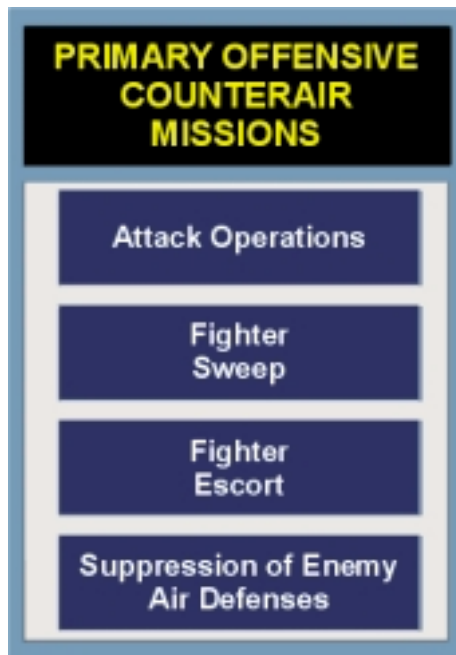 PRIMARY OFFENSIVE
COUNTERAIR
MISSIONS
Attack Operations
Fighter
Sweep
Fighter
Escort
Suppression of Enemy
Air Defenses